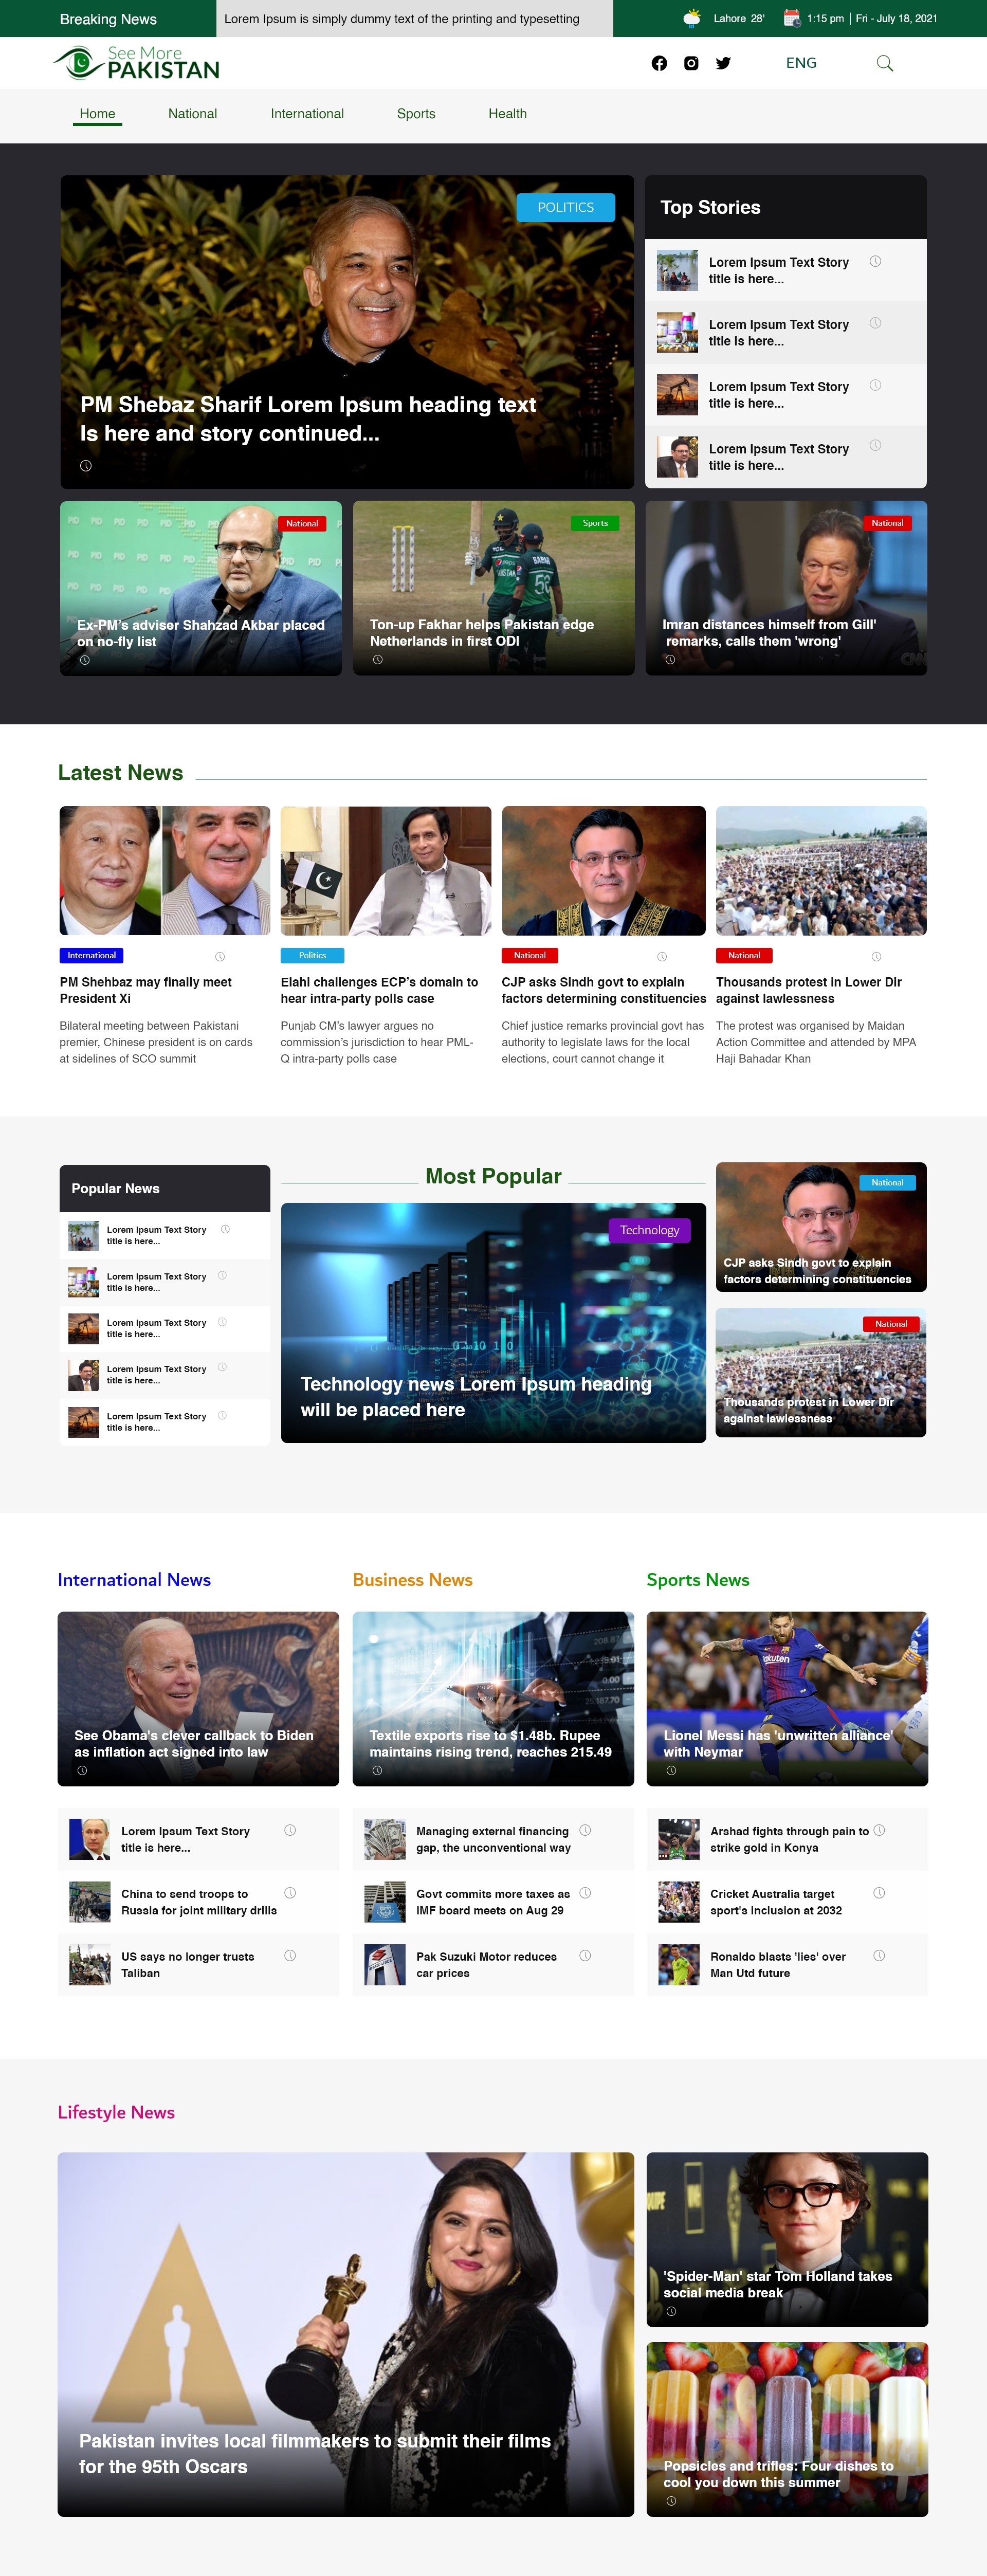 Breaking News
Lorem Ipsum is simply dummy text of the printing and typesetting
Lahore 28'
1:15 pm | Fri - July 18, 2021
See More
PAKISTAN
ENG
Home
National
International
Sports
Health
POLITICS
PM Shebaz Sharif Lorem Ipsum heading text
Is here and story continued...
Top Stories
Lorem Ipsum Text Story
title is here...
Lorem Ipsum Text Story
title is here...
Lorem Ipsum Text Story
title is here...
Lorem Ipsum Text Story
title is here...
National
Ex-PM's adviser Shahzad Akbar placed
on no-fly list
Sports
BABAR
56
Ton-up Fakhar helps Pakistan edge
Netherlands in first ODI
National
Imran distances himself from Gill'
remarks, calls them 'wrong'
CNN
Latest News
International
PM Shehbaz may finally meet
President Xi
Bilateral meeting between Pakistani
premier, Chinese president is on cards
at sidelines of SCO summit
Politics
Elahi challenges ECP's domain to
hear intra-party polls case
Punjab CM's lawyer argues no
commission's jurisdiction to hear PML-
Q intra-party polls case
National
CJP asks Sindh govt to explain
factors determining constituencies
Chief justice remarks provincial govt has
authority to legislate laws for the local
elections, court cannot change it
National
Thousands protest in Lower Dir
against lawlessness
The protest was organised by Maidan
Action Committee and attended by MPA
Haji Bahadar Khan
Popular News
Lorem Ipsum Text Story
title is here...
Lorem Ipsum Text Story
title is here...
Lorem Ipsum Text Story
title is here...
Lorem Ipsum Text Story
title is here...
Lorem Ipsum Text Story
title is here...
Most Popular
Technology
Technology news Lorem Ipsum heading
will be placed here
National
CJP asks Sindh govt to explain
factors determining constituencies
National
Thousands protest in Lower Dir
against lawlessness
International News
See Obama's clever callback to Biden
as inflation act signed into law
Lorem Ipsum Text Story
title is here...
China to send troops to
Russia for joint military drills
US says no longer trusts
Taliban
Business News
Textile exports rise to $1.48b. Rupee
maintains rising trend, reaches 215.49
Managing external financing
gap, the unconventional way
Govt commits more taxes as
IMF board meets on Aug 29
Pak Suzuki Motor reduces
car prices
Sports News
Rakuten
Lionel Messi has 'unwritten alliance'
with Neymar
Arshad fights through pain to
strike gold in Konya
Cricket Australia target
sport's inclusion at 2032
Ronaldo blasts 'lies' over
Man Utd future
Lifestyle News
Pakistan invites local filmmakers to submit their films
for the 95th Oscars
'Spider-Man' star Tom Holland takes
social media break
Popsicles and trifles: Four dishes to
cool you down this summer